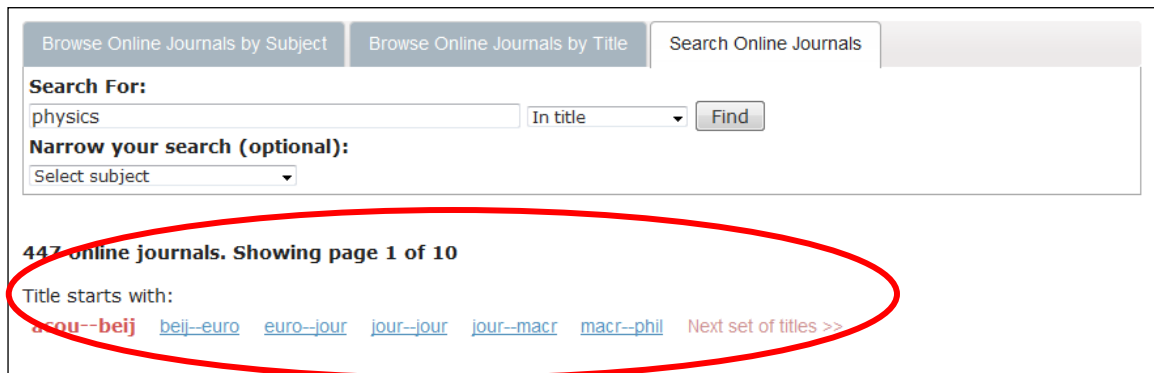 Browse Online Journals by Subject Browse Online Journals by Title Search Online Journals
Search For:
physics In title Find
Narrow your search (optional):
Select subject
447 online journals. Showing page 1 of 10
Title starts with:
acou--beij beij--euro euro--jour jour--jour jour--macr macr--phil Next set of titles >>